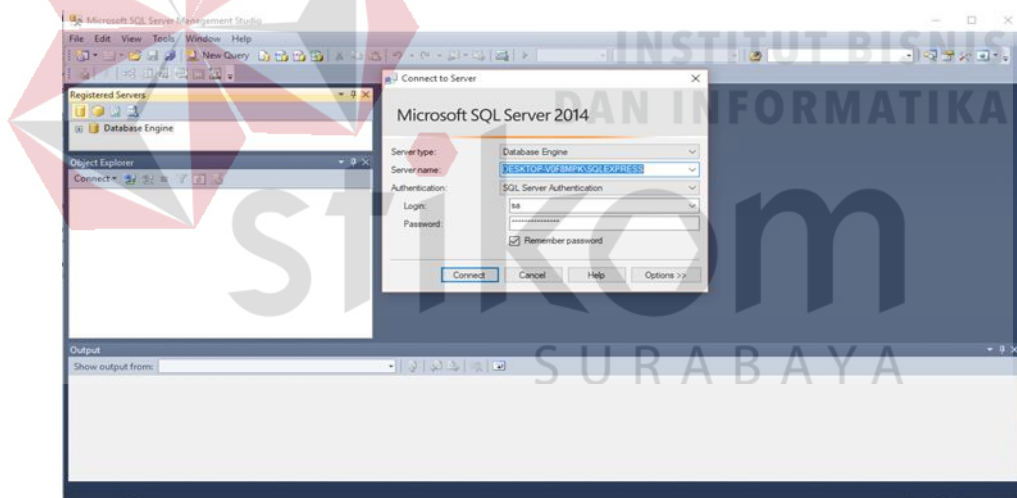 Microsoft SQL Server Management Studio
File Edit View Tools Window Help
New Query
Registered Servers
Database Engine
Object Explorer
Connect
Connect to Server
Microsoft SQL Server 2014
Server type: Database Engine
Server name: DESKTOP-V0F8MPK\SQLEXPRESS
Authentication: SQL Server Authentication
Login: sa
Password: ***************
Remember password
Connect Cancel Help Options >>
Output
Show output from:
INSTITUT BISNIS
DAN INFORMATIKA
stikom
SURABAYA